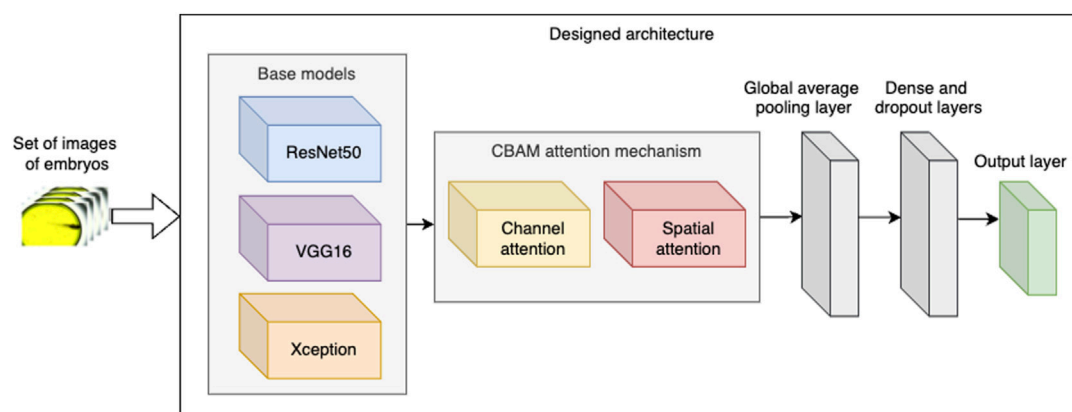 Designed architecture
Base models
ResNet50
VGG16
Xception
Set of images
of embryos
CBAM attention mechanism
Channel
attention
Spatial
attention
Global average
pooling layer
Dense and
dropout layers
Output layer